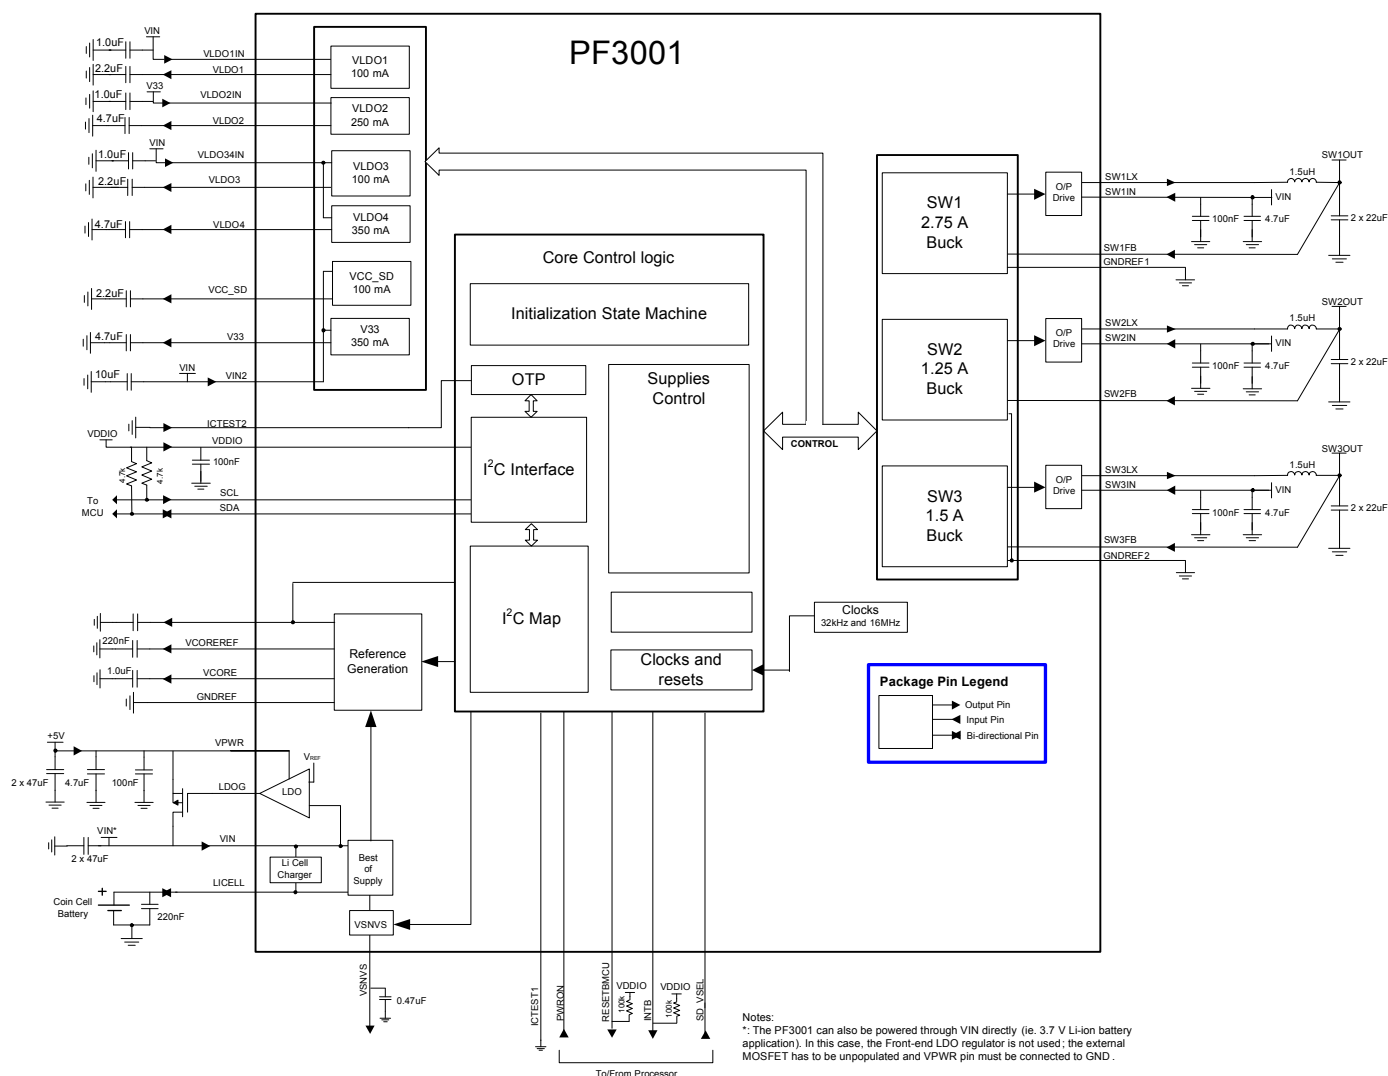 PF3001
1.0uF
VIN
VLDO1IN
2.2uF
VLDO1
VLDO1
100 mA
1.0uF
V33
VLDO2IN
4.7uF
VLDO2
VLDO2
250 mA
1.0uF
VIN
VLDO34IN
2.2uF
VLDO3
VLDO3
100 mA
4.7uF
VLDO4
VLDO4
350 mA
2.2uF
VCC_SD
VCC_SD
100 mA
4.7uF
V33
V33
350 mA
10uF
VIN
VIN2
ICTEST2
VDDIO
VDDIO
4.7k
4.7k
100nF
To
MCU
SCL
SDA
Core Control logic
Initialization State Machine
OTP
I2C Interface
I2C Map
Supplies
Control
Clocks and
resets
Clocks
32kHz and 16MHz
CONTROL
SW1
2.75 A
Buck
O/P
Drive
SW1LX
SW1IN
SW1FB
GNDREF1
1.5uH
SW1OUT
VIN
100nF
4.7uF
2 x 22uF
SW2
1.25 A
Buck
O/P
Drive
SW2LX
SW2IN
SW2FB
1.5uH
SW2OUT
VIN
100nF
4.7uF
2 x 22uF
SW3
1.5 A
Buck
O/P
Drive
SW3LX
SW3IN
SW3FB
GNDREF2
1.5uH
SW3OUT
VIN
100nF
4.7uF
2 x 22uF
220nF
VCOREREF
1.0uF
VCORE
GNDREF
Reference
Generation
+5V
VPWR
2 x 47uF
4.7uF
100nF
LDOG
LDO
VREF
VIN*
VIN
2 x 47uF
Li Cell
Charger
Best
of
Supply
LICELL
Coin Cell
Battery
+
220nF
VSNVS
VSNVS
0.47uF
ICTEST1
PWRON
RESETBMCU
VDDIO
100k
INTB
VDDIO
100k
SD_VSEL
To/From Processor
Package Pin Legend
Output Pin
Input Pin
Bi-directional Pin
Notes:
*: The PF3001 can also be powered through VIN directly (ie. 3.7 V Li-ion battery
application). In this case, the Front-end LDO regulator is not used; the external
MOSFET has to be unpopulated and VPWR pin must be connected to GND .